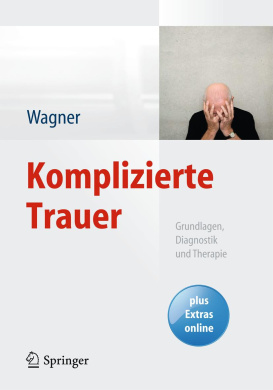 Wagner
Komplizierte
Trauer
Grundlagen,
Diagnostik
und Therapie
plus
Extras
online
Springer